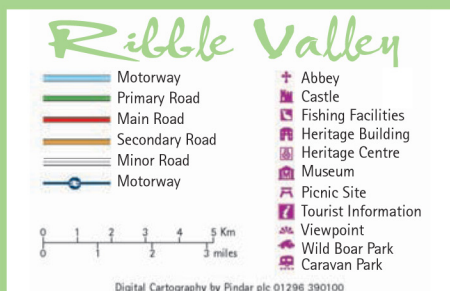 Ribble Valley
Motorway
Primary Road
Main Road
Secondary Road
Minor Road
Motorway
Abbey
Castle
Fishing Facilities
Heritage Building
Heritage Centre
Museum
Picnic Site
Tourist Information
Viewpoint
Wild Boar Park
Caravan Park
0 1 2 3 4 5 Km
0 1 2 3 miles
Digital Cartography by Pindar plc 01296 390100